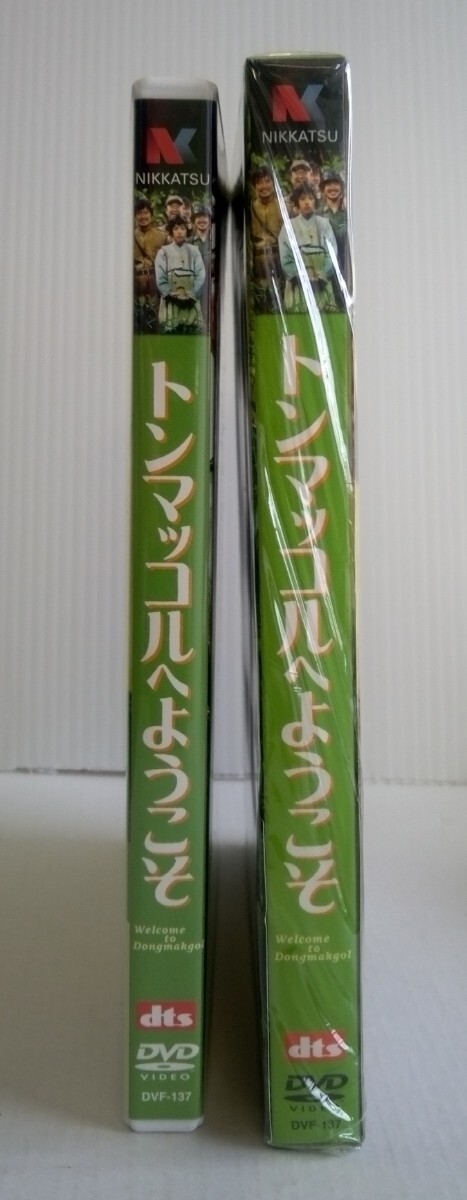 NIKKATSU
トンマッコルへようこそ
Welcome
to
Dongmakgol
dts
DVD
VIDEO
DVF-137
NIKKATSU
トンマッコルへようこそ
Welcome
to
Dongmakgol
dts
DVD
VIDEO
DVF-137